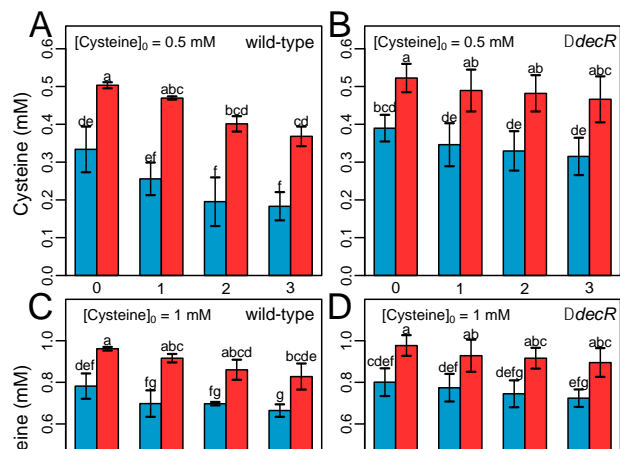 A
[Cysteine]₀ = 0.5 mM
wild-type
Cysteine (mM)
0.0
0.1
0.2
0.3
0.4
0.5
0.6
de
a
ef
abc
f
bcd
f
cd
0
1
2
3
B
[Cysteine]₀ = 0.5 mM
DdecR
0.0
0.1
0.2
0.3
0.4
0.5
0.6
bcd
a
de
ab
de
ab
de
abc
0
1
2
3
C
[Cysteine]₀ = 1 mM
wild-type
eine (mM)
0.6
0.8
1.0
def
a
fg
abc
fg
abcd
g
bcde
D
[Cysteine]₀ = 1 mM
DdecR
0.6
0.8
1.0
cdef
a
def
ab
defg
abc
efg
abc